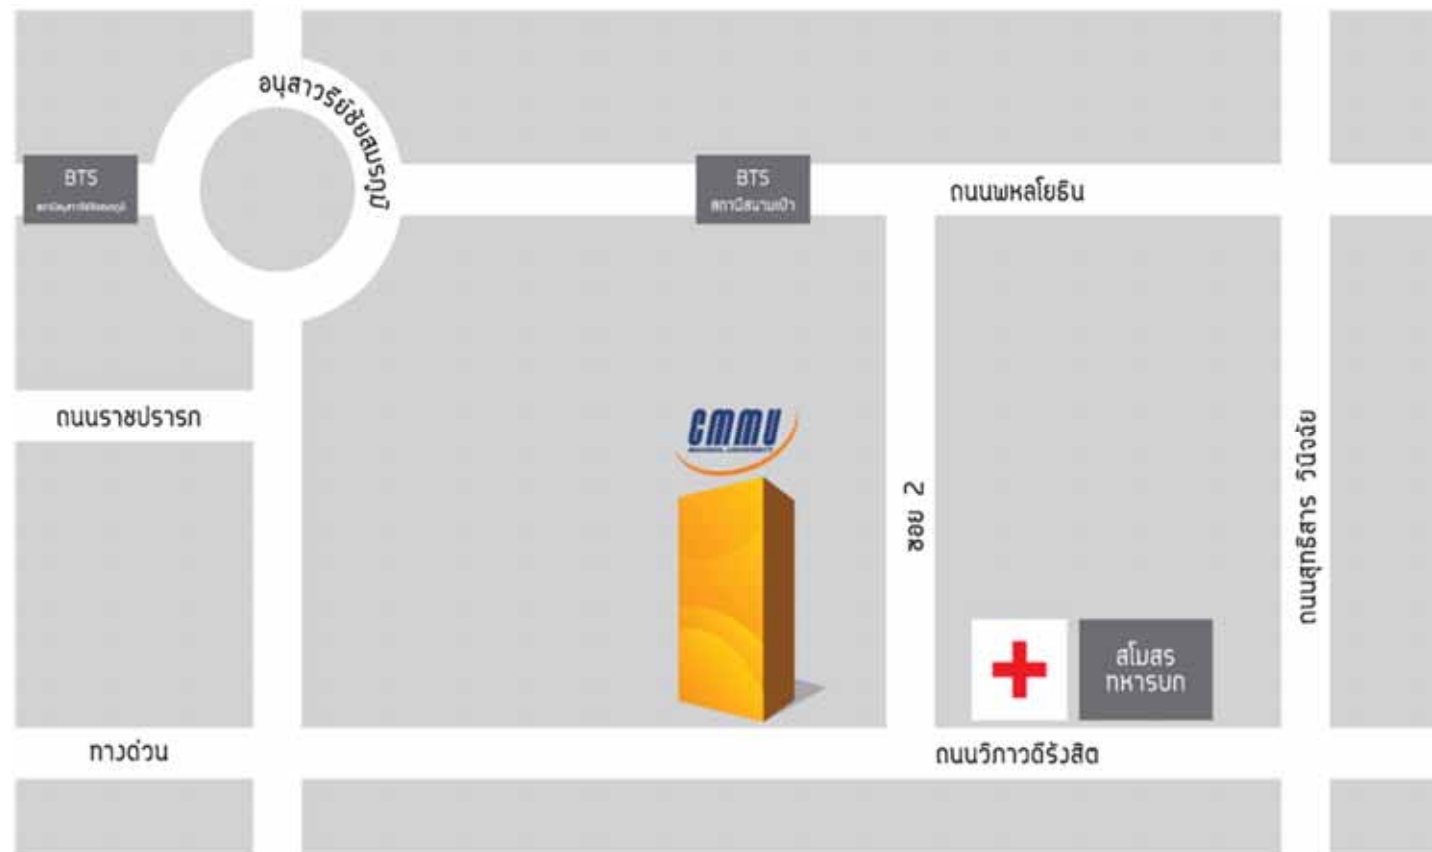 อนุสาวรีย์ชัยสมรภูมิ
BTS
BTS
สถานีสนามเป้า
ถนนพหลโยธิน
ถนนราชปรารภ
CMMU
MAHIDOL UNIVERSITY
ซอย 2
ถนนสุทธิสาร วินิจฉัย
สโมสร
ทหารบก
ทางด่วน
ถนนวิภาวดีรังสิต